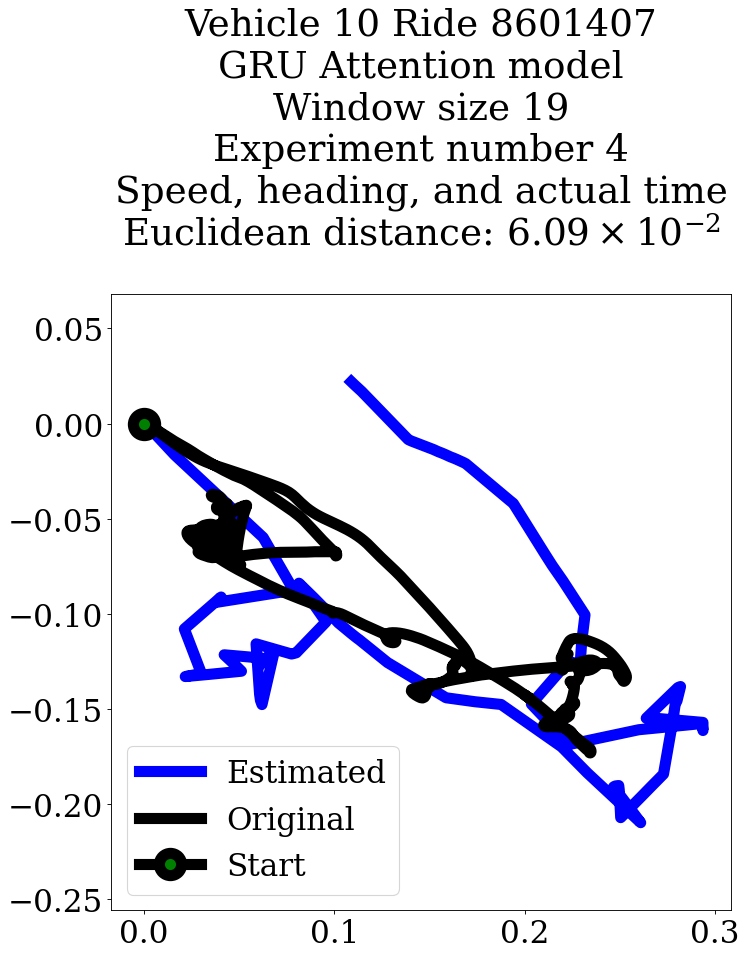 Vehicle 10 Ride 8601407
GRU Attention model
Window size 19
Experiment number 4
Speed, heading, and actual time
Euclidean distance: 6.09 × 10⁻²
0.05
0.00
−0.05
−0.10
−0.15
−0.20
−0.25
Estimated
Original
Start
0.0 0.1 0.2 0.3